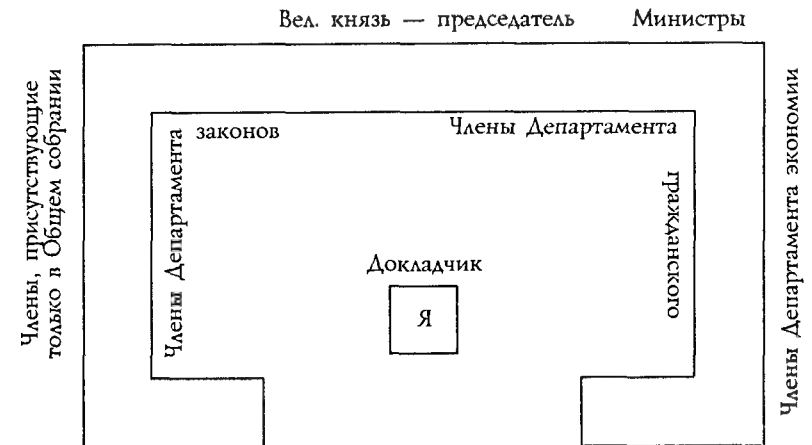 Вел. князь — председатель
Министры
Члены, присутствующие
только в Общем собрании
Члены Департамента
законов
Члены Департамента
гражданского
Докладчик
Я
Члены Департамента экономии